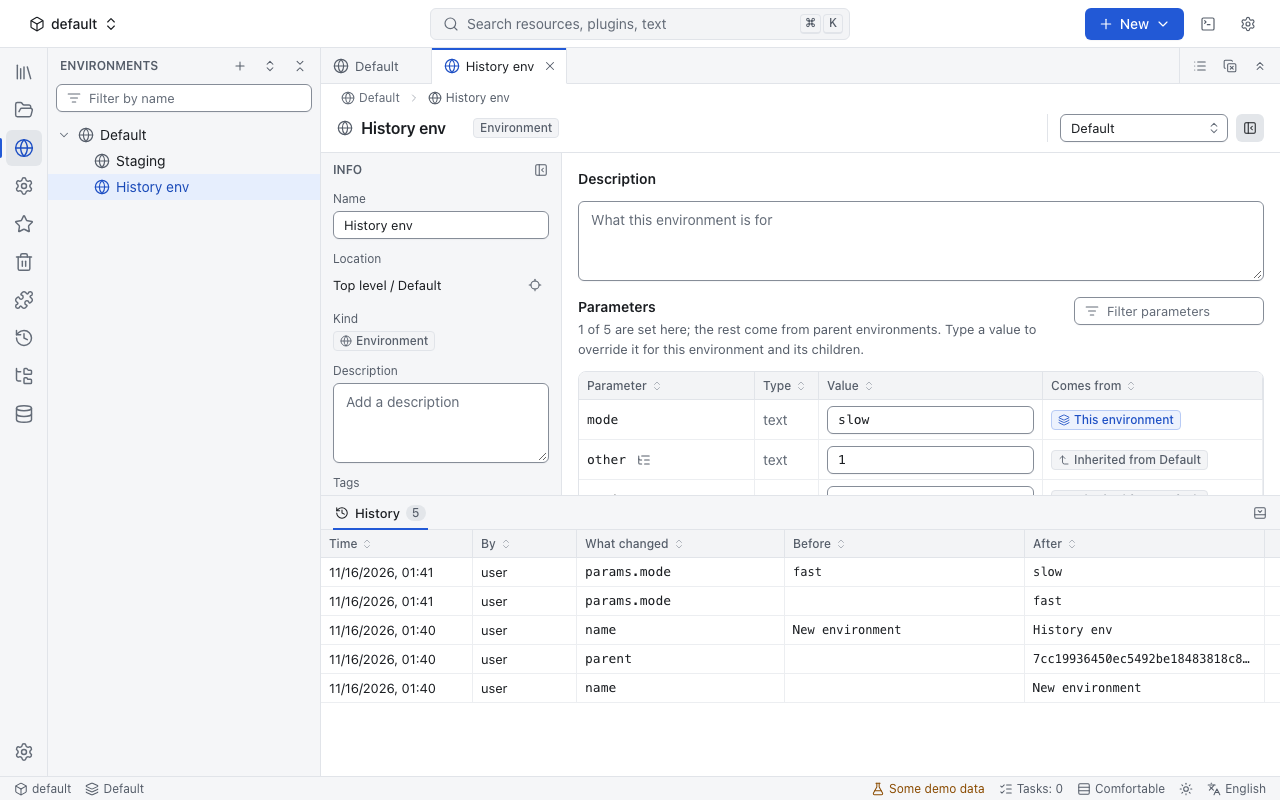 default
Search resources, plugins, text
⌘ K
New
ENVIRONMENTS
Filter by name
Default
Staging
History env
Default
History env
Default
History env
History env
Environment
Default
INFO
Name
History env
Location
Top level / Default
Kind
Environment
Description
Add a description
Tags
Description
What this environment is for
Parameters
1 of 5 are set here; the rest come from parent environments. Type a value to
override it for this environment and its children.
Filter parameters
Parameter Type Value Comes from
mode text slow This environment
other text 1 Inherited from Default
History 5
Time By What changed Before After
11/16/2026, 01:41 user params.mode fast slow
11/16/2026, 01:41 user params.mode fast
11/16/2026, 01:40 user name New environment History env
11/16/2026, 01:40 user parent 7cc19936450ec5492be18483818c8…
11/16/2026, 01:40 user name New environment
default Default
Some demo data Tasks: 0 Comfortable English